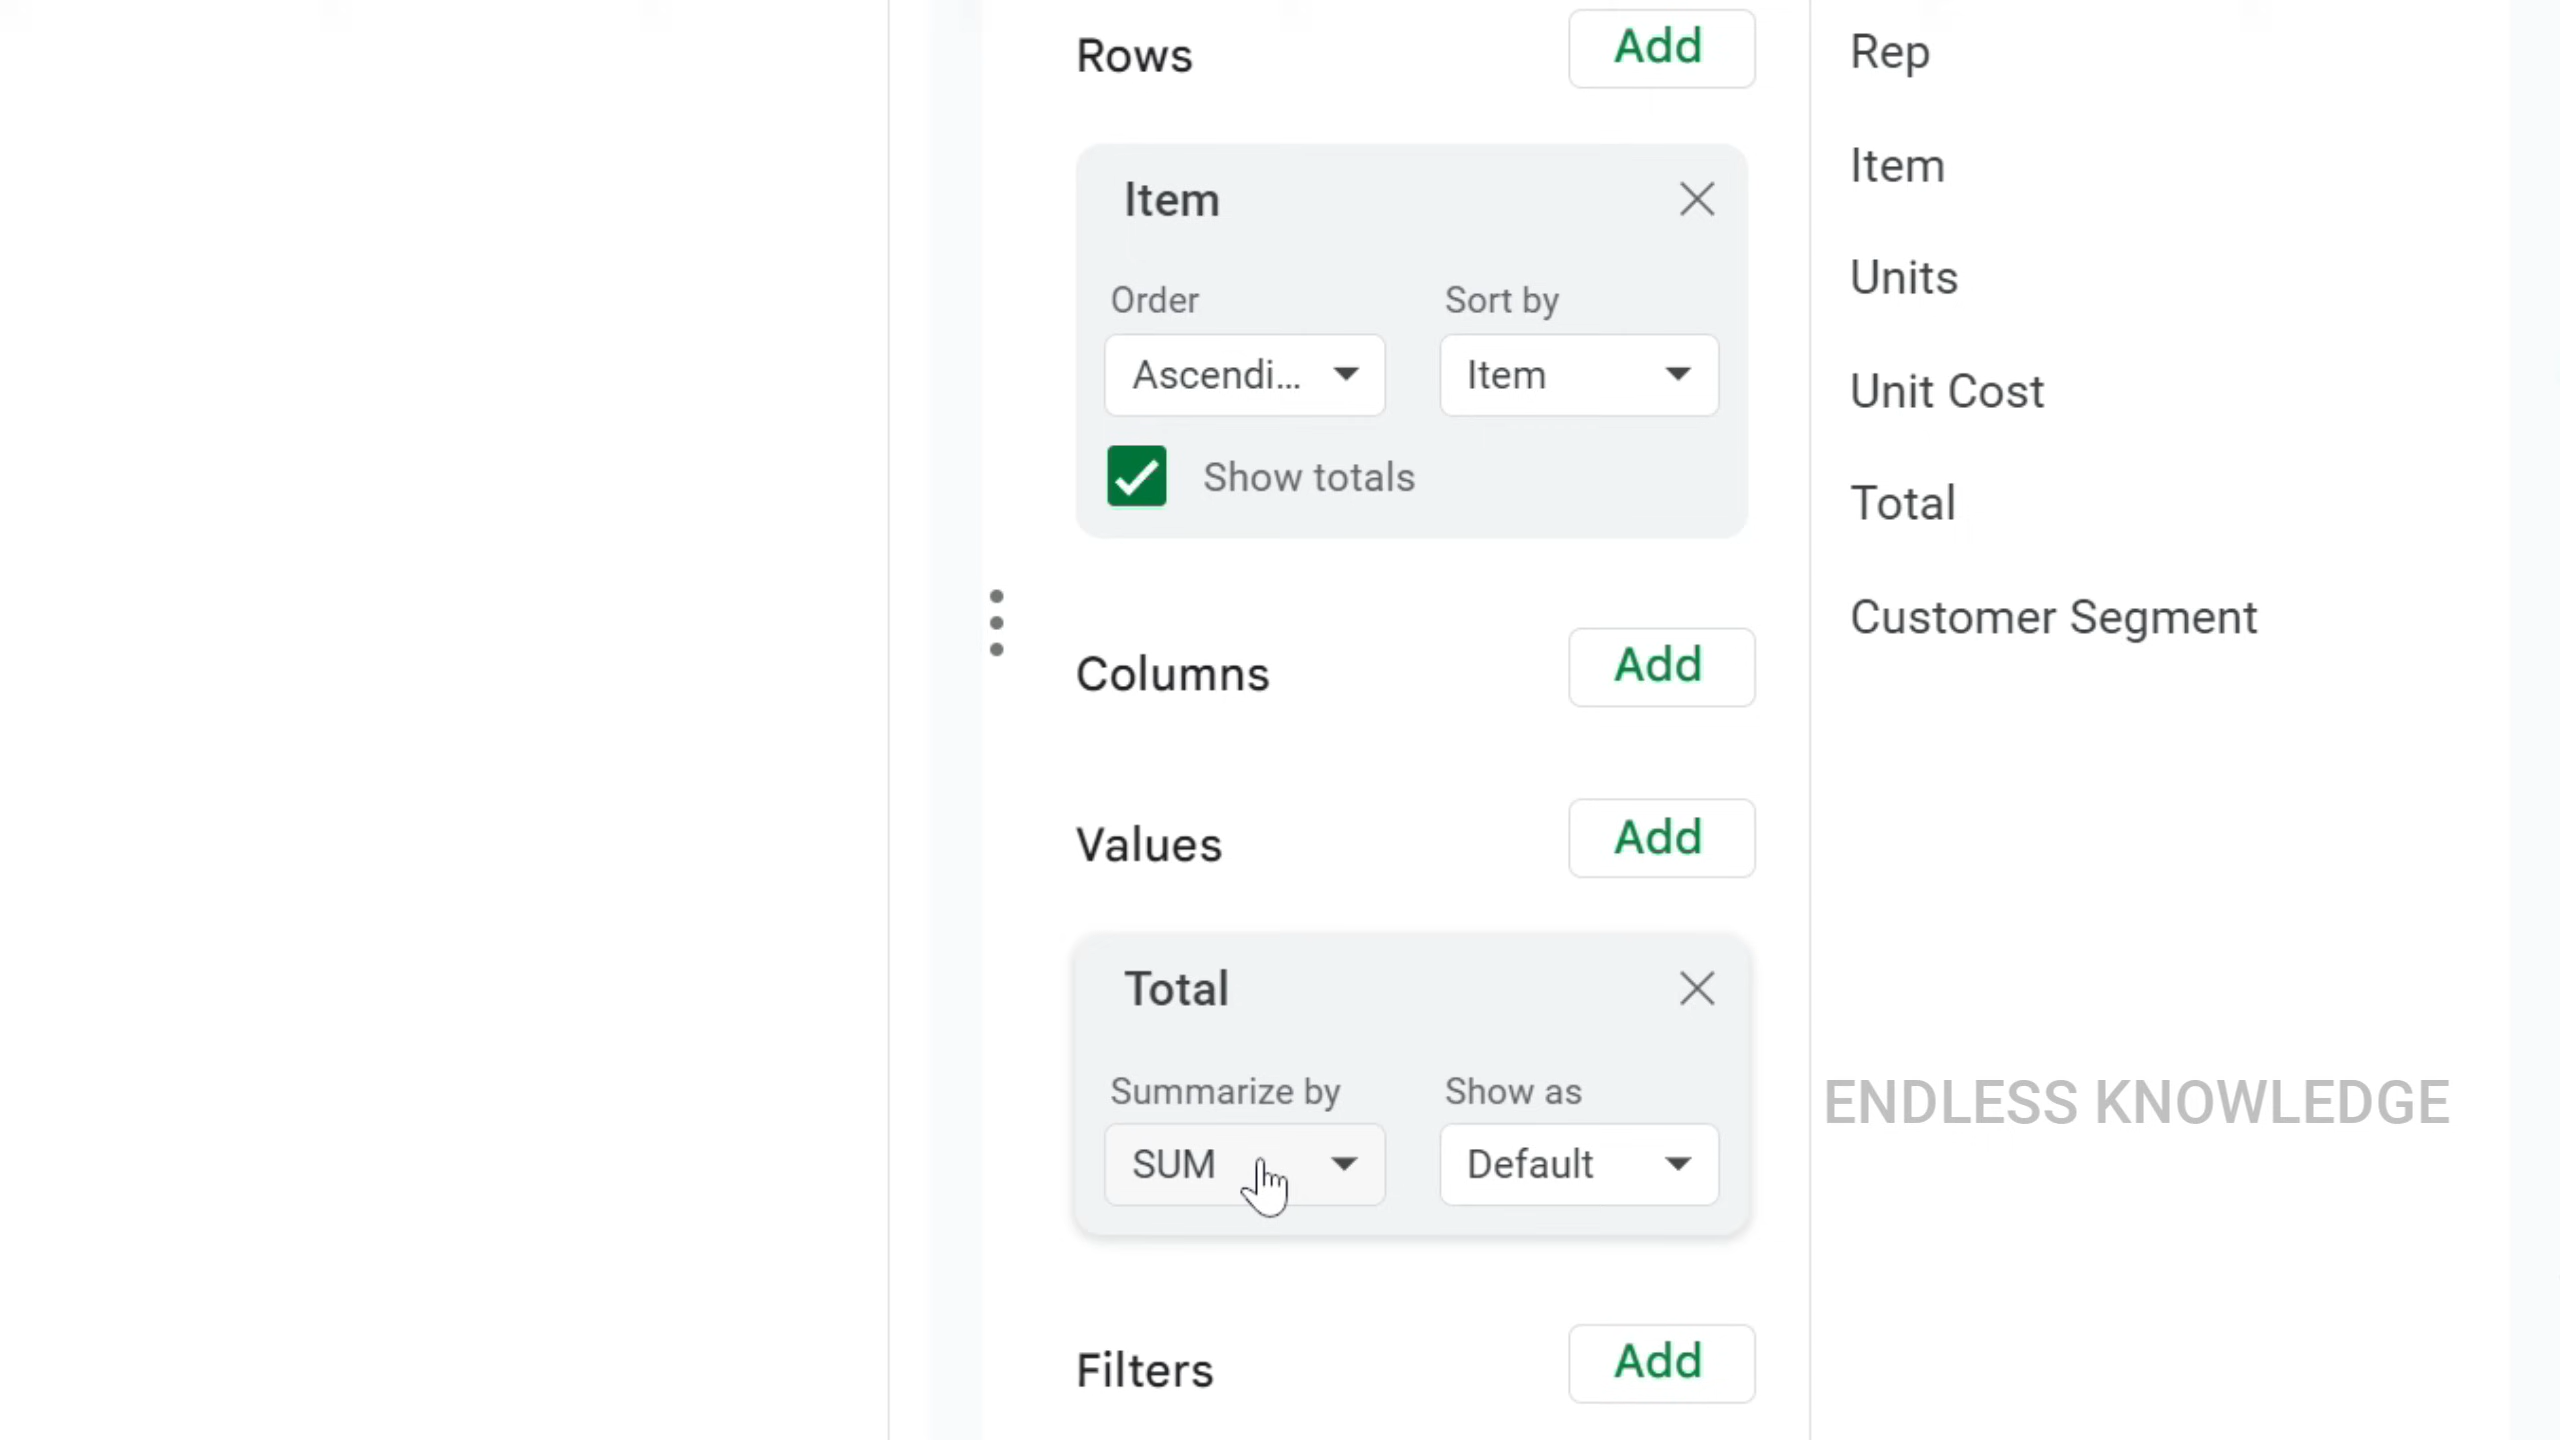 Rows
Add
Item
Order
Sort by
Ascendi...
Item
Show totals
Columns
Add
Values
Add
Total
Summarize by
Show as
SUM
Default
Filters
Add
Rep
Item
Units
Unit Cost
Total
Customer Segment
ENDLESS KNOWLEDGE